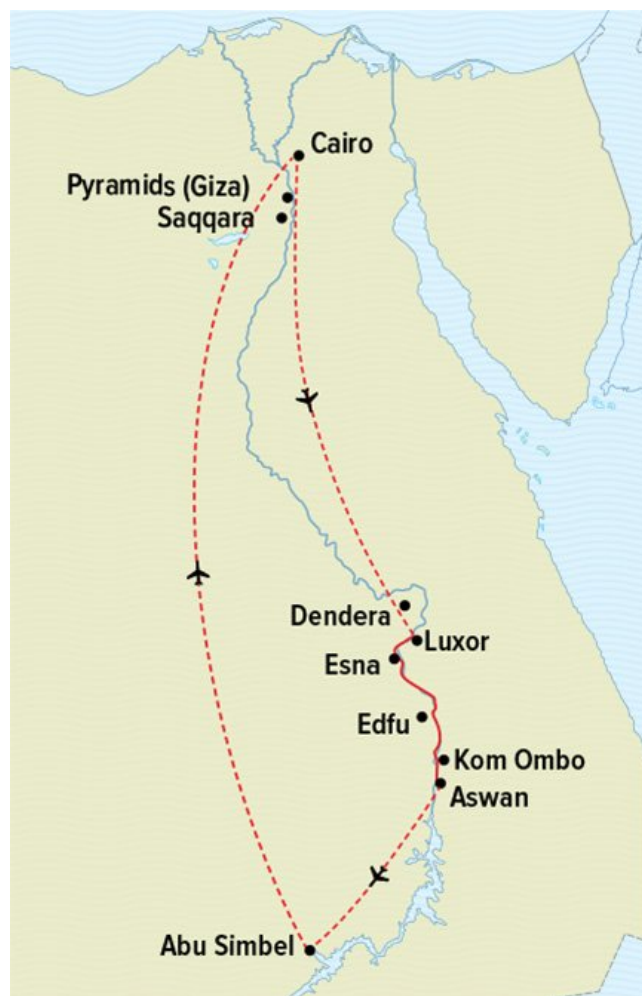 Cairo
Pyramids (Giza)
Saqqara
Dendera
Luxor
Esna
Edfu
Kom Ombo
Aswan
Abu Simbel